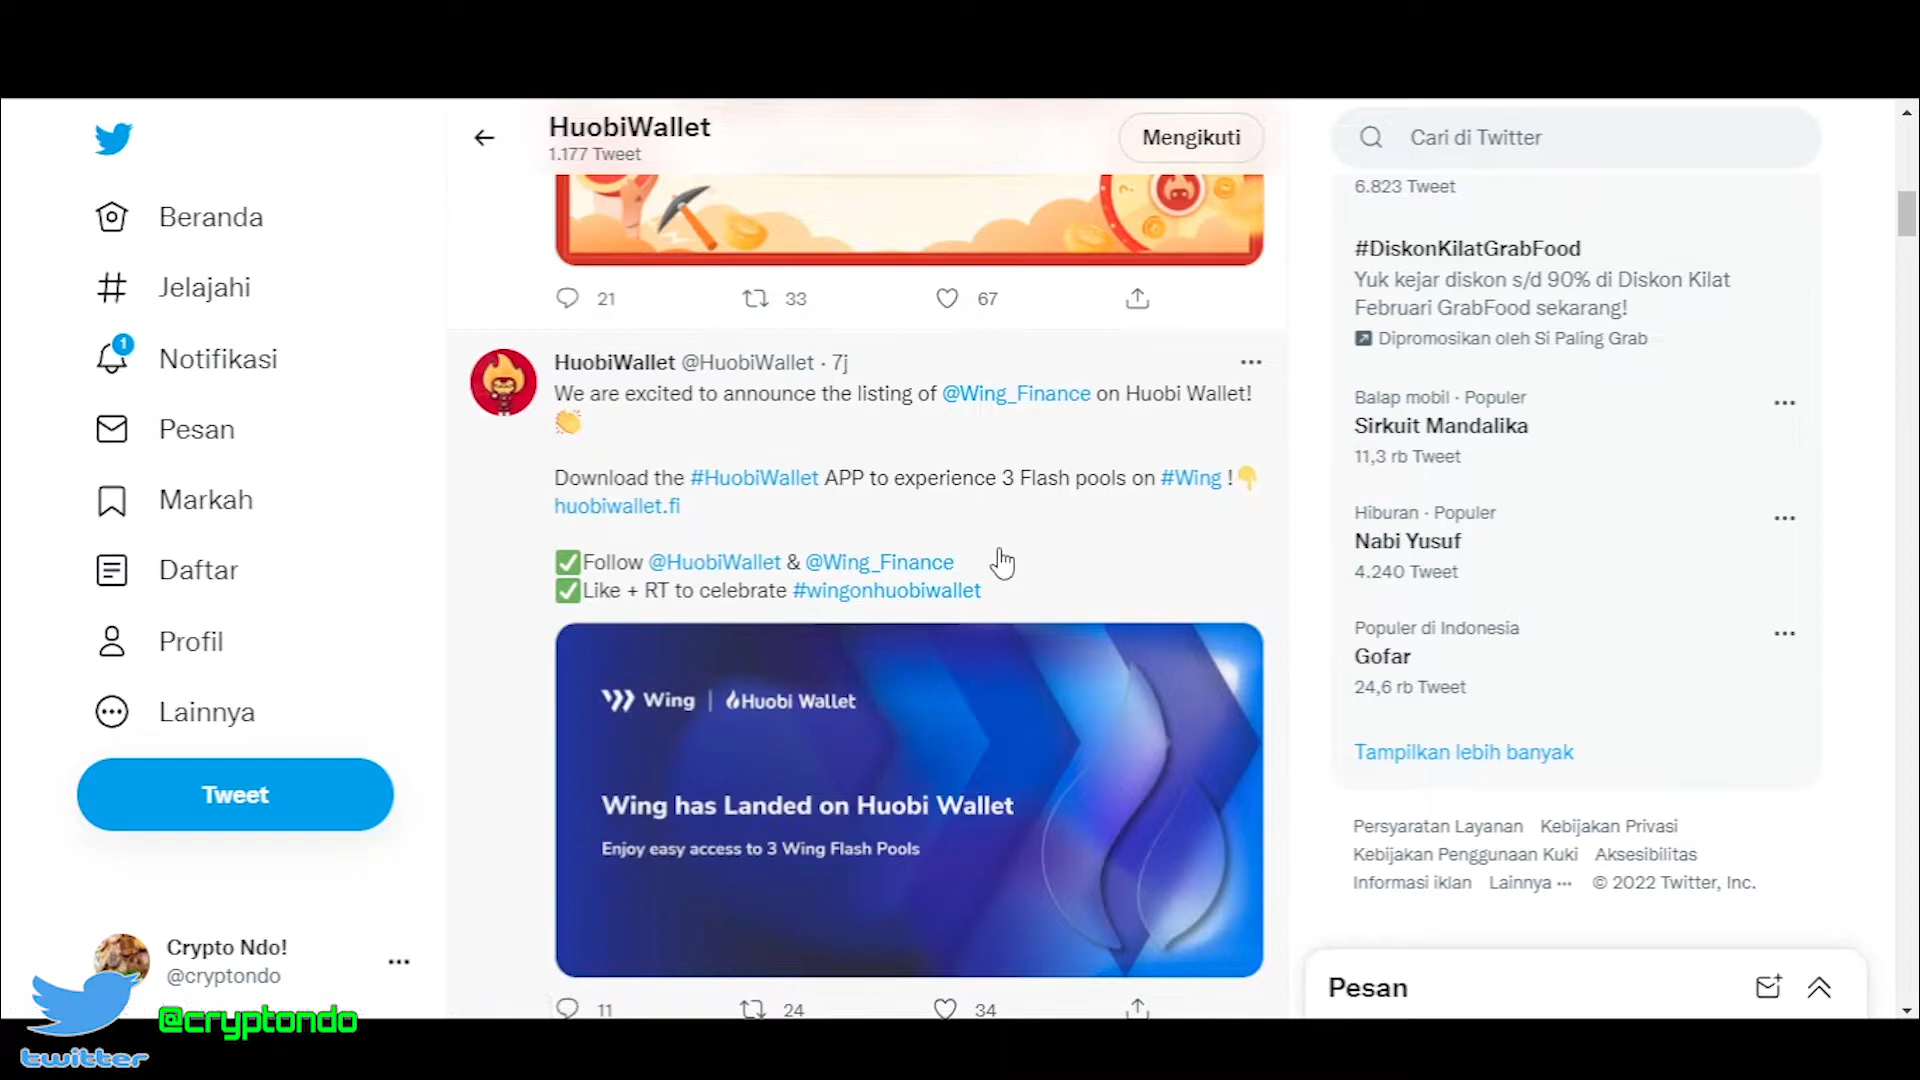 Beranda
Jelajahi
1
Notifikasi
Pesan
Markah
Daftar
Profil
Lainnya
Tweet
Crypto Ndo!
@cryptondo
@cryptondo
twitter
HuobiWallet
1.177 Tweet
Mengikuti
21 33 67
HuobiWallet @HuobiWallet · 7j
We are excited to announce the listing of @Wing_Finance on Huobi Wallet!
👏
Download the #HuobiWallet APP to experience 3 Flash pools on #Wing !👇
huobiwallet.fi
✅Follow @HuobiWallet & @Wing_Finance
✅Like + RT to celebrate #wingonhuobiwallet
Wing | Huobi Wallet
Wing has Landed on Huobi Wallet
Enjoy easy access to 3 Wing Flash Pools
11 24 34
Cari di Twitter
6.823 Tweet
#DiskonKilatGrabFood
Yuk kejar diskon s/d 90% di Diskon Kilat
Februari GrabFood sekarang!
Dipromosikan oleh Si Paling Grab
Balap mobil · Populer
Sirkuit Mandalika
11,3 rb Tweet
Hiburan · Populer
Nabi Yusuf
4.240 Tweet
Populer di Indonesia
Gofar
24,6 rb Tweet
Tampilkan lebih banyak
Persyaratan Layanan Kebijakan Privasi
Kebijakan Penggunaan Kuki Aksesibilitas
Informasi iklan Lainnya ··· © 2022 Twitter, Inc.
Pesan